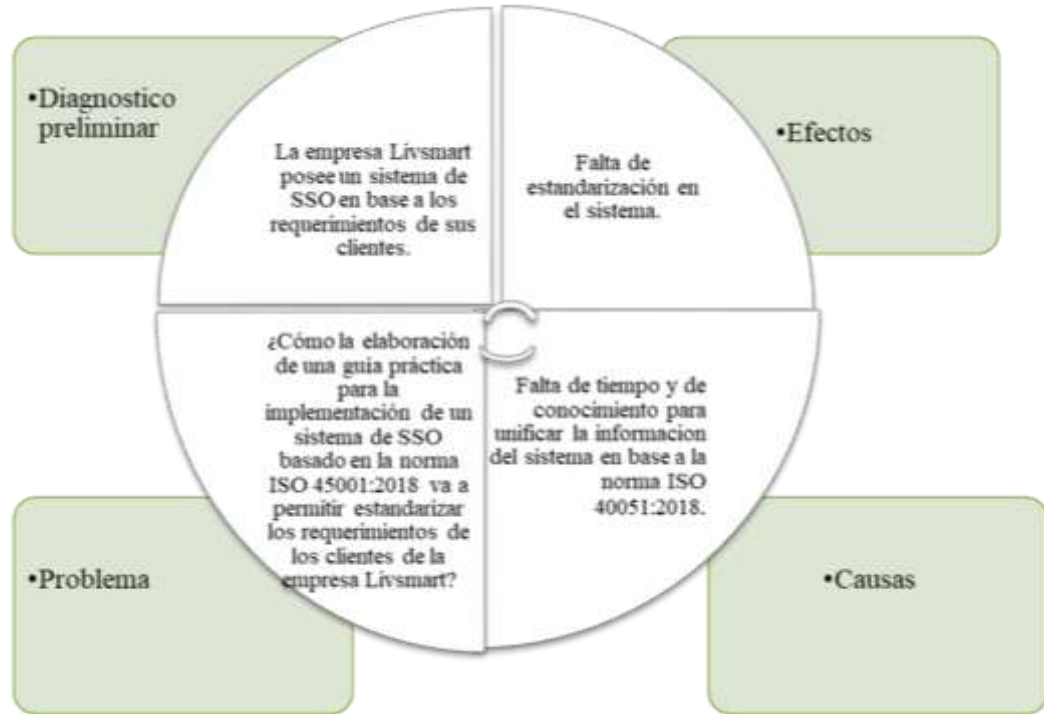 •Diagnostico
preliminar
La empresa Livsmart
posee un sistema de
SSO en base a los
requerimientos de sus
clientes.
Falta de
estandarización en
el sistema.
•Efectos
¿Cómo la elaboración
de una guía práctica
para la
implementación de un
sistema de SSO
basado en la norma
ISO 45001:2018 va a
permitir estandarizar
los requerimientos de
los clientes de la
empresa Livsmart?
•Problema
Falta de tiempo y de
conocimiento para
unificar la informacion
del sistema en base a la
norma ISO
40051:2018.
•Causas